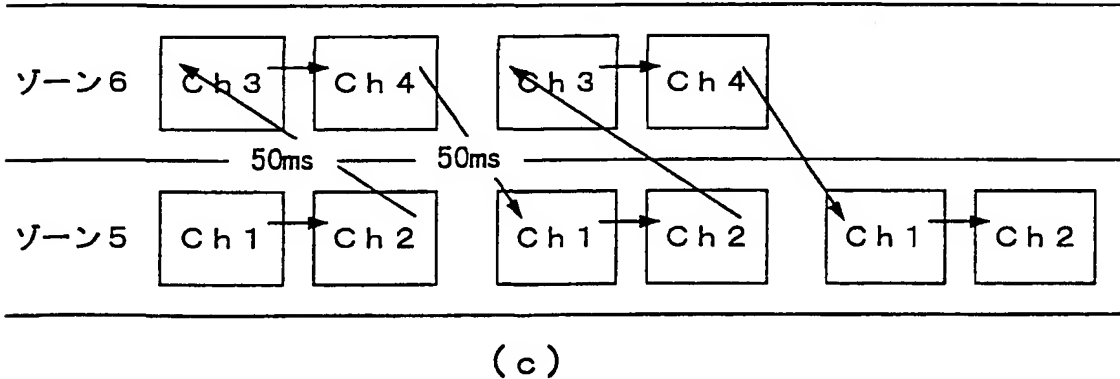 ゾーン6 Ch3 Ch4 Ch3 Ch4
50ms 50ms
ゾーン5 Ch1 Ch2 Ch1 Ch2 Ch1 Ch2
(c)